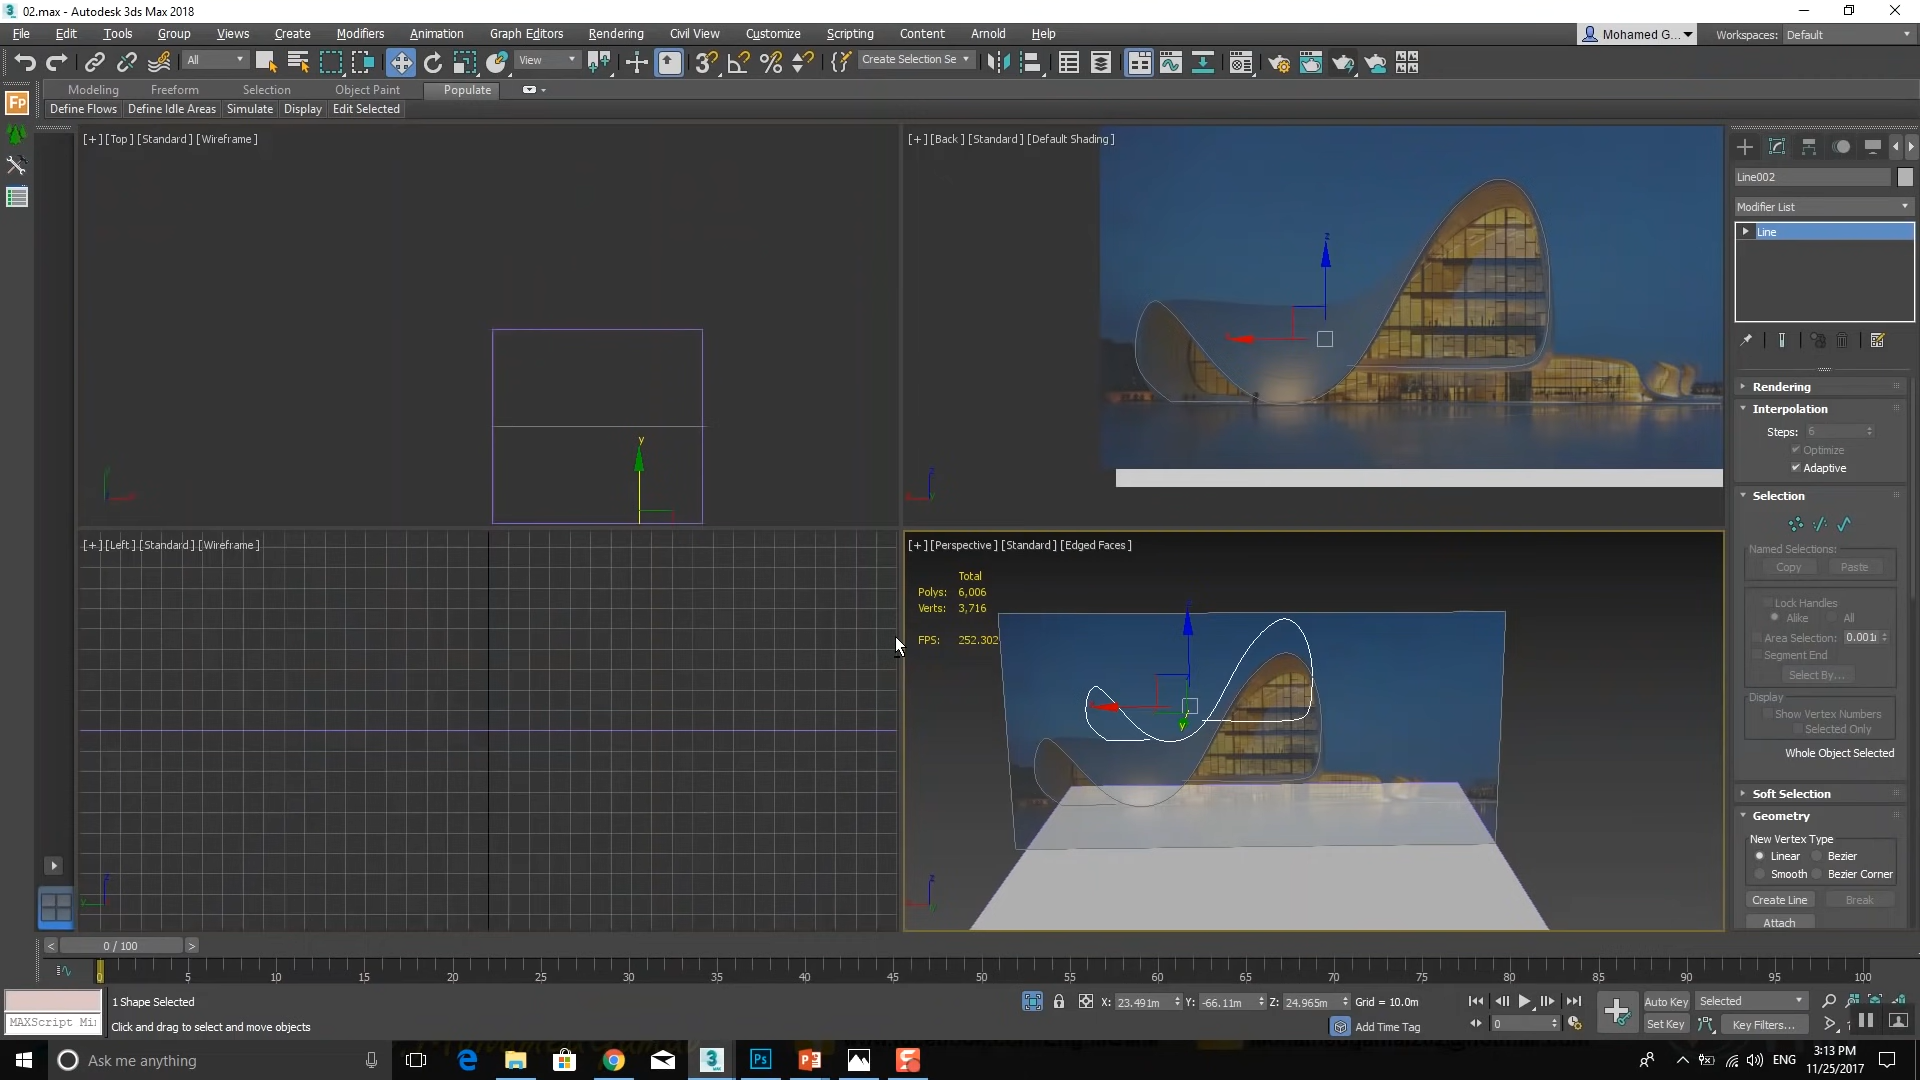 02.max - Autodesk 3ds Max 2018
File Edit Tools Group Views Create Modifiers Animation Graph Editors Rendering Civil View Customize Scripting Content Arnold Help
Mohamed G... Workspaces: Default
All View Create Selection Se
Modeling Freeform Selection Object Paint Populate
Define Flows Define Idle Areas Simulate Display Edit Selected
[+] [Top] [Standard] [Wireframe]
[+] [Back] [Standard] [Default Shading]
[+] [Left] [Standard] [Wireframe]
[+] [Perspective] [Standard] [Edged Faces]
Total
Polys: 6,006
Verts: 3,716
FPS: 252.302
Line002
Modifier List
Line
Rendering
Interpolation
Steps: 6
Optimize
Adaptive
Selection
Named Selections:
Copy Paste
Lock Handles
Alike All
Area Selection: 0.001
Segment End
Select By...
Display
Show Vertex Numbers
Selected Only
Whole Object Selected
Soft Selection
Geometry
New Vertex Type
Linear Bezier
Smooth Bezier Corner
Create Line Break
Attach
< 0 / 100 >
0 5 10 15 20 25 30 35 40 45 50 55 60 65 70 75 80 85 90 95 100
1 Shape Selected
X: 23.491m Y: -66.11m Z: 24.965m Grid = 10.0m
Auto Key Selected
MAXScript Mi
Click and drag to select and move objects
Add Time Tag
0
Set Key Key Filters...
Ask me anything
ENG
3:13 PM
11/25/2017